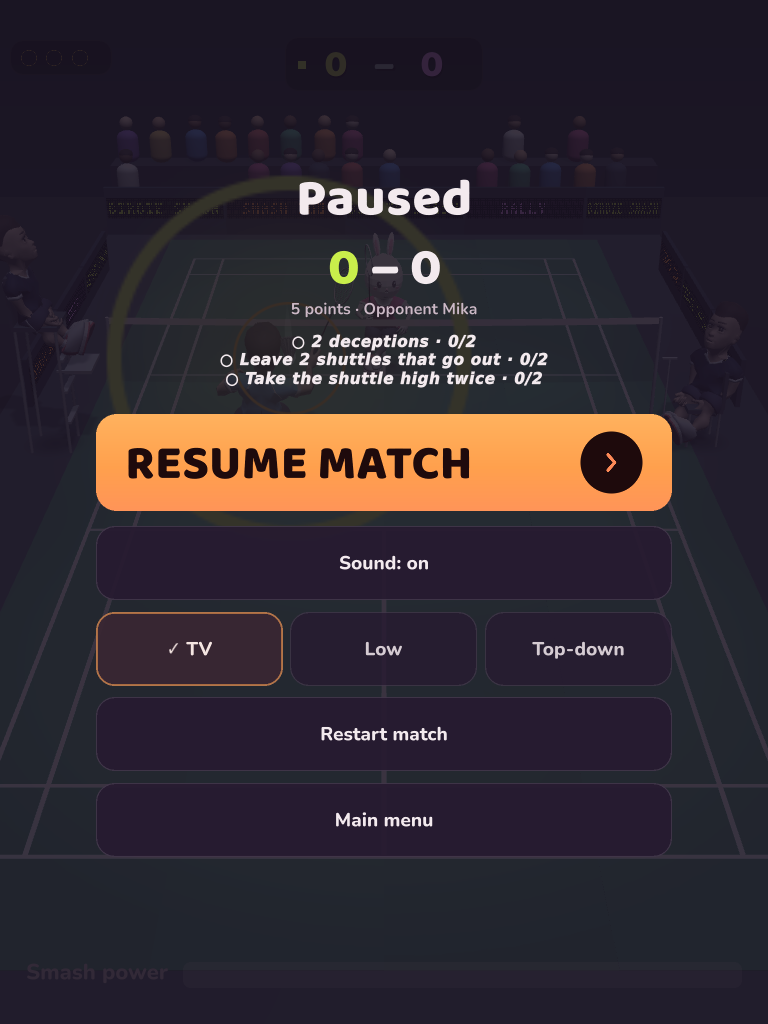 0 – 0
Paused
0 – 0
5 points · Opponent Mika
○ 2 deceptions · 0/2
○ Leave 2 shuttles that go out · 0/2
○ Take the shuttle high twice · 0/2
RESUME MATCH
Sound: on
✓ TV
Low
Top-down
Restart match
Main menu
Smash power